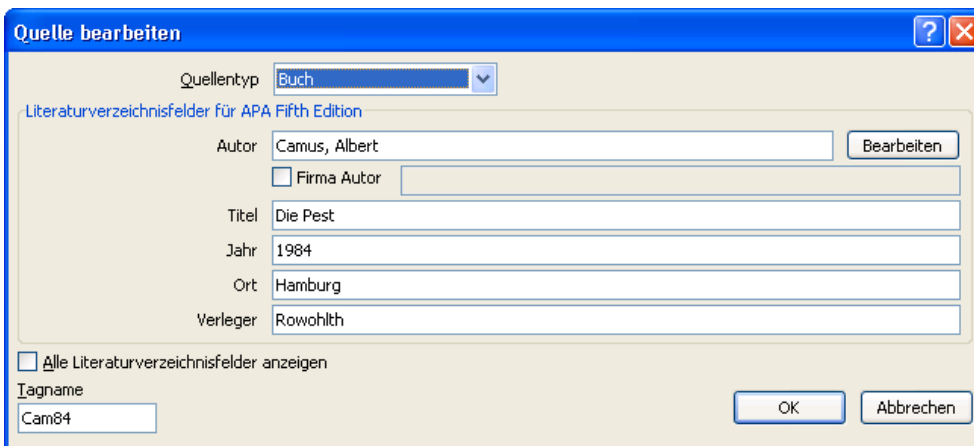 Quelle bearbeiten
Quellentyp Buch
Literaturverzeichnisfelder für APA Fifth Edition
Autor Camus, Albert Bearbeiten
Firma Autor
Titel Die Pest
Jahr 1984
Ort Hamburg
Verleger Rowohlth
Alle Literaturverzeichnisfelder anzeigen
Tagname
Cam84 OK Abbrechen